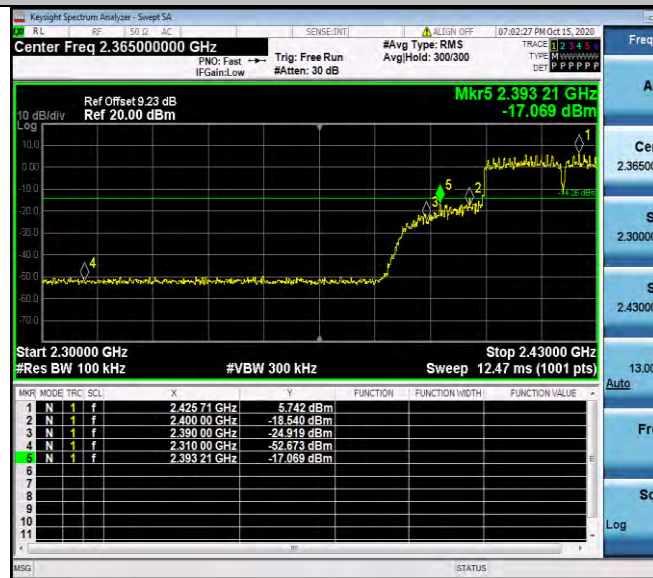 Keysight Spectrum Analyzer - Swept SA
RL RF 50 Ω AC SENSE:INT ALIGN OFF 07:02:27 PM Oct 15, 2020
Center Freq 2.365000000 GHz
PNO: Fast
IFGain:Low
Trig: Free Run
#Atten: 30 dB
#Avg Type: RMS
Avg|Hold: 300/300
TRACE 1 2 3 4 5 6
TYPE M WWWWW
DET P P P P P P
Ref Offset 9.23 dB
10 dB/div Ref 20.00 dBm
Log
Mkr5 2.393 21 GHz
-17.069 dBm
10.0
0.00
-10.0
-20.0
-30.0
-40.0
-50.0
-60.0
-70.0
1
2
3
4
5
-14.26 dBm
Start 2.30000 GHz Stop 2.43000 GHz
#Res BW 100 kHz #VBW 300 kHz Sweep 12.47 ms (1001 pts)
MKR MODE TRC SCL X Y FUNCTION FUNCTION WIDTH FUNCTION VALUE
1 N 1 f 2.425 71 GHz 5.742 dBm
2 N 1 f 2.400 00 GHz -18.540 dBm
3 N 1 f 2.390 00 GHz -24.919 dBm
4 N 1 f 2.310 00 GHz -52.673 dBm
5 N 1 f 2.393 21 GHz -17.069 dBm
6
7
8
9
10
11
MSG STATUS
Freq
A
Ce
2.36500
S
2.30000
S
2.43000
13.00
Auto
Fr
Sc
Log